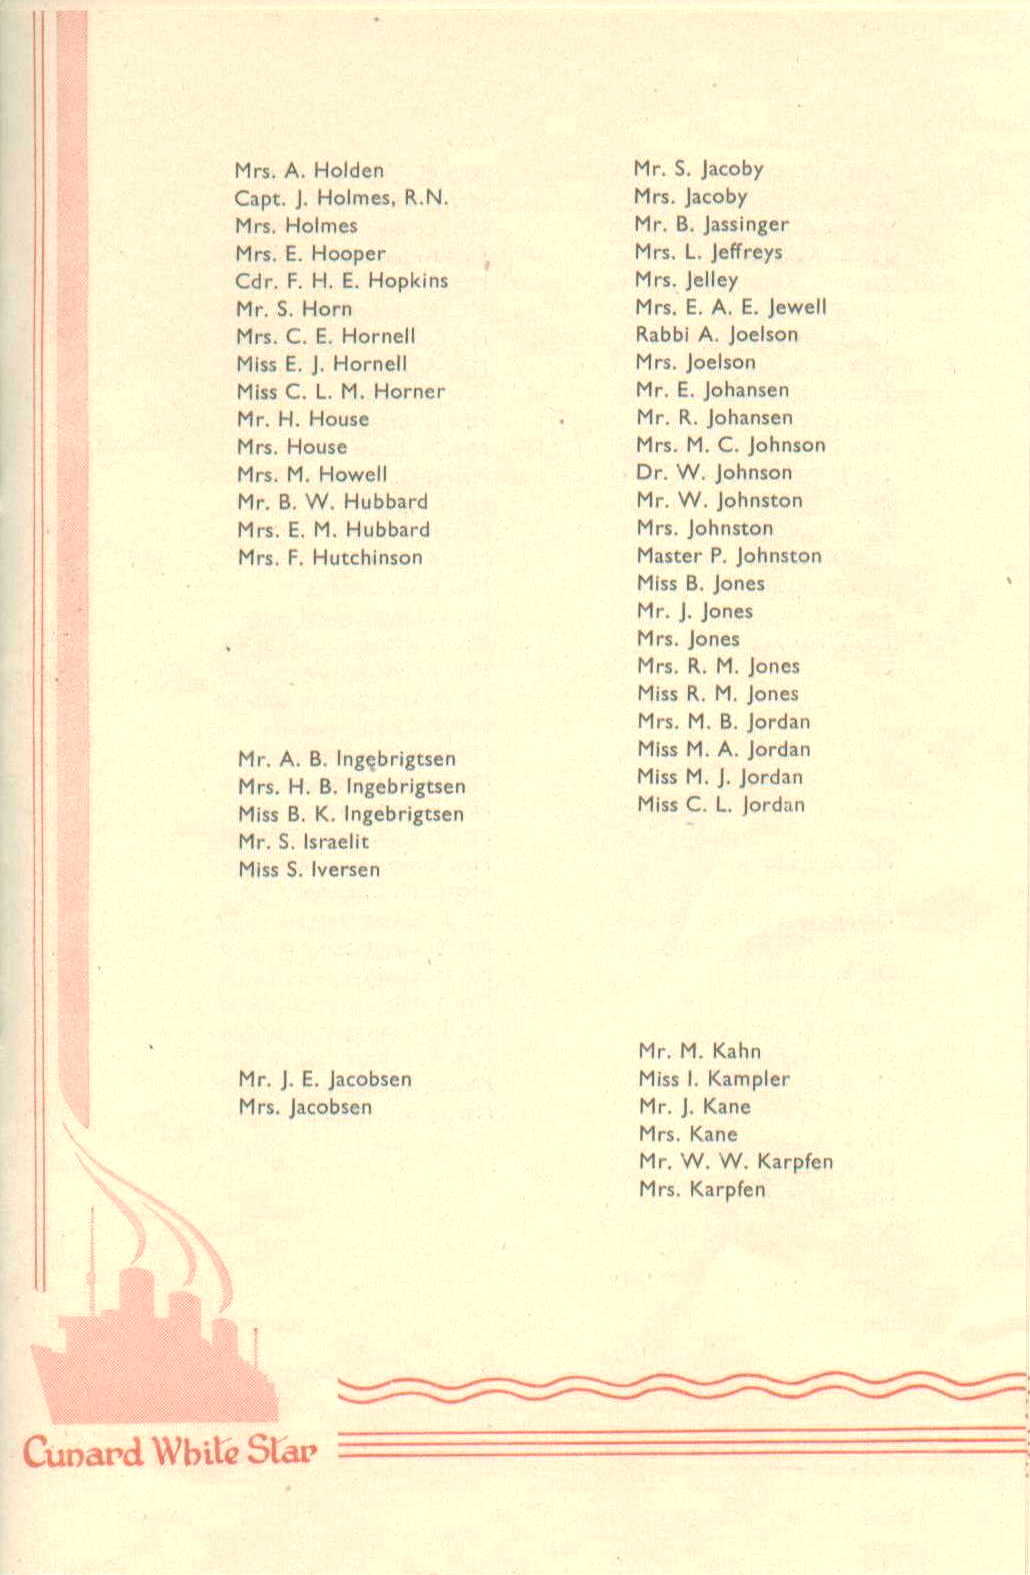 Mrs. A. Holden
Capt. J. Holmes, R.N.
Mrs. Holmes
Mrs. E. Hooper
Cdr. F. H. E. Hopkins
Mr. S. Horn
Mrs. C. E. Hornell
Miss E. J. Hornell
Miss C. L. M. Horner
Mr. H. House
Mrs. House
Mrs. M. Howell
Mr. B. W. Hubbard
Mrs. E. M. Hubbard
Mrs. F. Hutchinson
Mr. A. B. Ingebrigtsen
Mrs. H. B. Ingebrigtsen
Miss B. K. Ingebrigtsen
Mr. S. Israelit
Miss S. Iversen
Mr. J. E. Jacobsen
Mrs. Jacobsen
Mr. S. Jacoby
Mrs. Jacoby
Mr. B. Jassinger
Mrs. L. Jeffreys
Mrs. Jelley
Mrs. E. A. E. Jewell
Rabbi A. Joelson
Mrs. Joelson
Mr. E. Johansen
Mr. R. Johansen
Mrs. M. C. Johnson
Dr. W. Johnson
Mr. W. Johnston
Mrs. Johnston
Master P. Johnston
Miss B. Jones
Mr. J. Jones
Mrs. Jones
Mrs. R. M. Jones
Miss R. M. Jones
Mrs. M. B. Jordan
Miss M. A. Jordan
Miss M. J. Jordan
Miss C. L. Jordan
Mr. M. Kahn
Miss I. Kampler
Mr. J. Kane
Mrs. Kane
Mr. W. W. Karpfen
Mrs. Karpfen
Cunard White Star